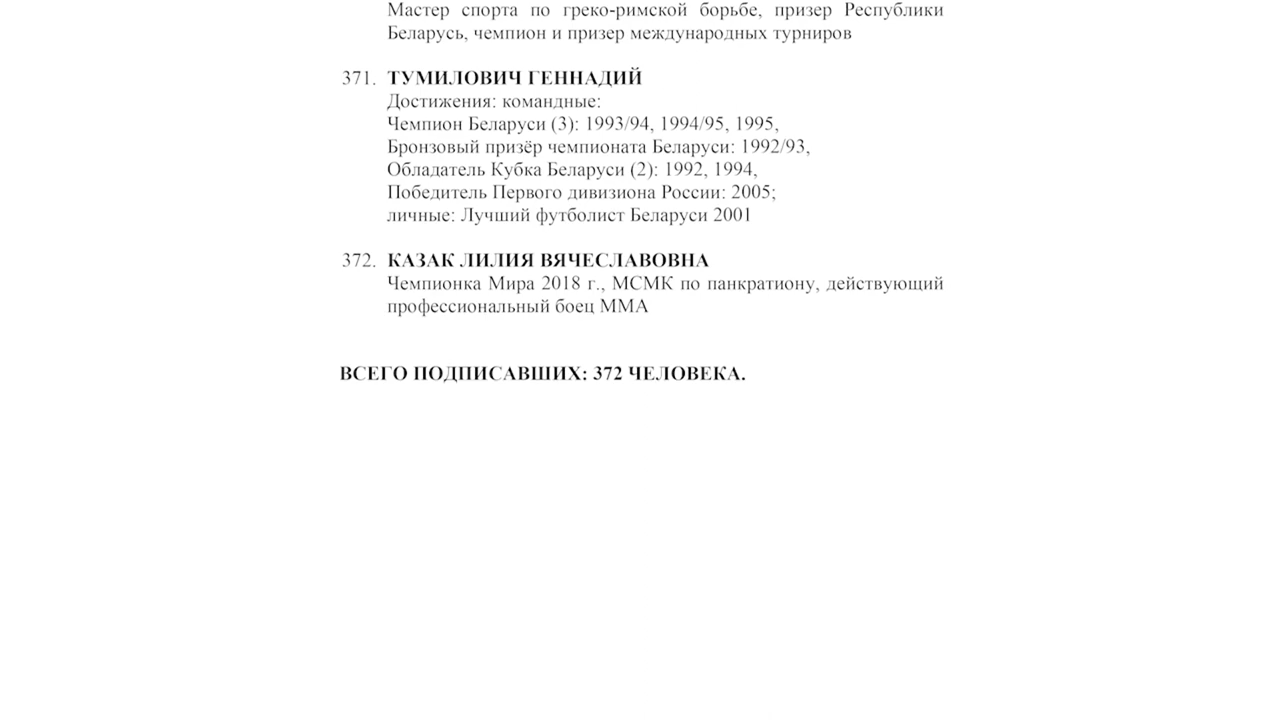 Мастер спорта по греко-римской борьбе, призер Республики
Беларусь, чемпион и призер международных турниров
371. ТУМИЛОВИЧ ГЕННАДИЙ
Достижения: командные:
Чемпион Беларуси (3): 1993/94, 1994/95, 1995,
Бронзовый призёр чемпионата Беларуси: 1992/93,
Обладатель Кубка Беларуси (2): 1992, 1994,
Победитель Первого дивизиона России: 2005;
личные: Лучший футболист Беларуси 2001
372. КАЗАК ЛИЛИЯ ВЯЧЕСЛАВОВНА
Чемпионка Мира 2018 г., МСМК по панкратиону, действующий
профессиональный боец ММА
ВСЕГО ПОДПИСАВШИХ: 372 ЧЕЛОВЕКА.